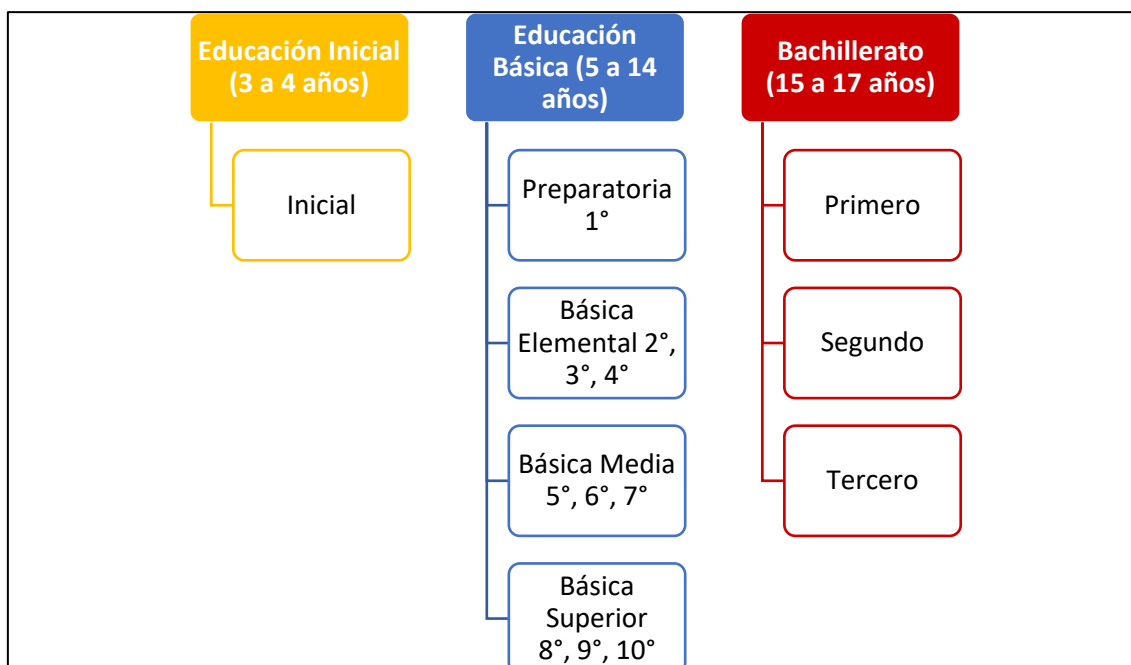 Educación Inicial
(3 a 4 años)
Inicial
Educación
Básica (5 a 14
años)
Preparatoria
1°
Básica
Elemental 2°,
3°, 4°
Básica Media
5°, 6°, 7°
Básica
Superior
8°, 9°, 10°
Bachillerato
(15 a 17 años)
Primero
Segundo
Tercero